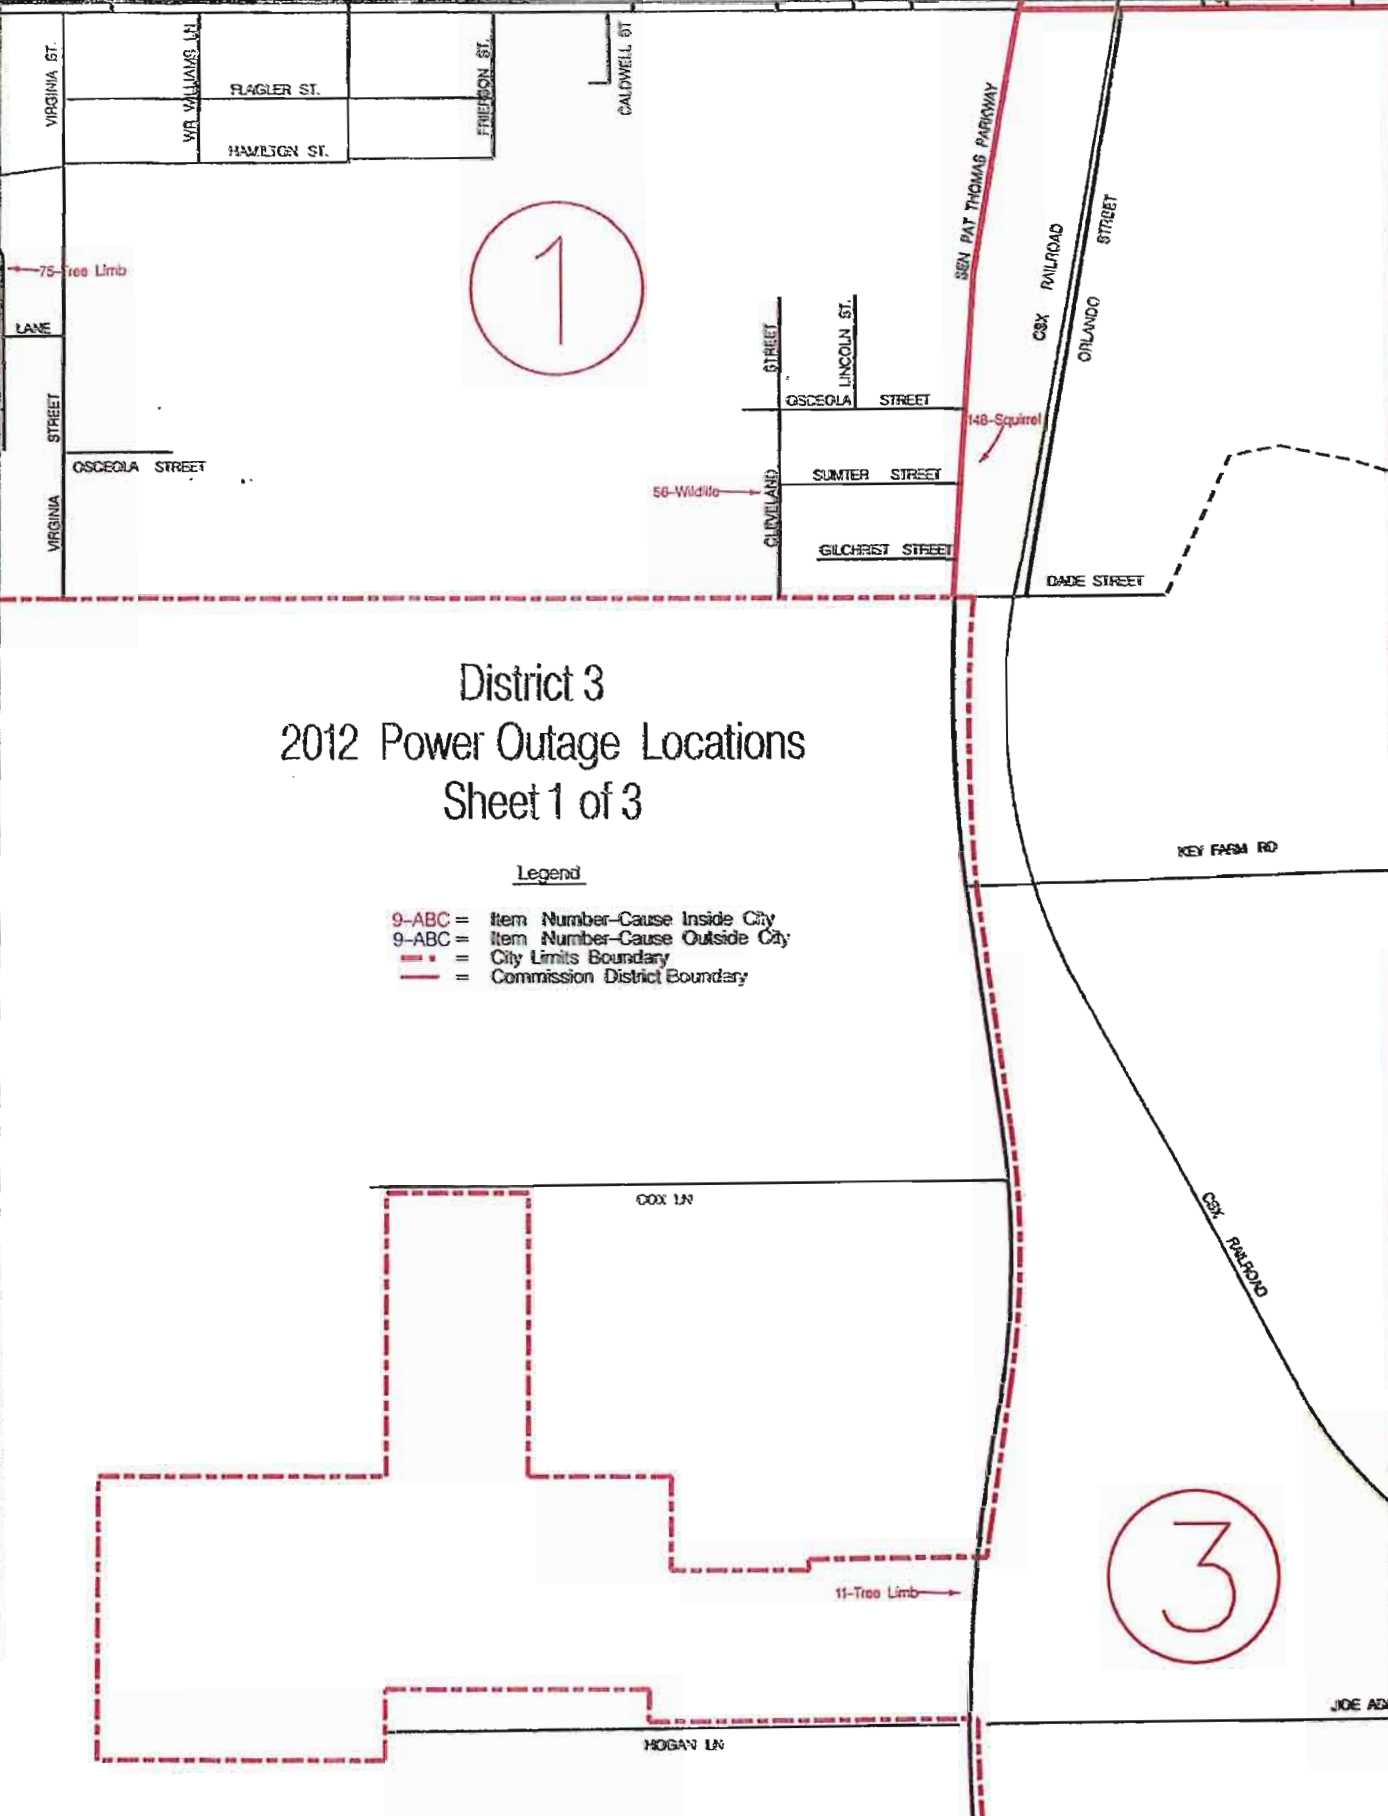 VIRGINIA ST.
WR WILLIAMS LN
FLAGLER ST.
HAMILTON ST.
FRIERSON ST.
CALDWELL ST
SEN PAT THOMAS PARKWAY
CSX RAILROAD
ORLANDO STREET
1
75-Tree Limb
LANE
VIRGINIA STREET
OSCEOLA STREET
CLEVELAND STREET
LINCOLN ST.
OSCEOLA STREET
148-Squirrel
SUMTER STREET
56-Wildlife
GILCHRIST STREET
DADE STREET
District 3
2012 Power Outage Locations
Sheet 1 of 3
Legend
9-ABC = Item Number-Cause Inside City
9-ABC = Item Number-Cause Outside City
= City Limits Boundary
= Commission District Boundary
KEY FARM RD
COX LN
CSX RAILROAD
3
11-Tree Limb
HOGAN LN
JOE